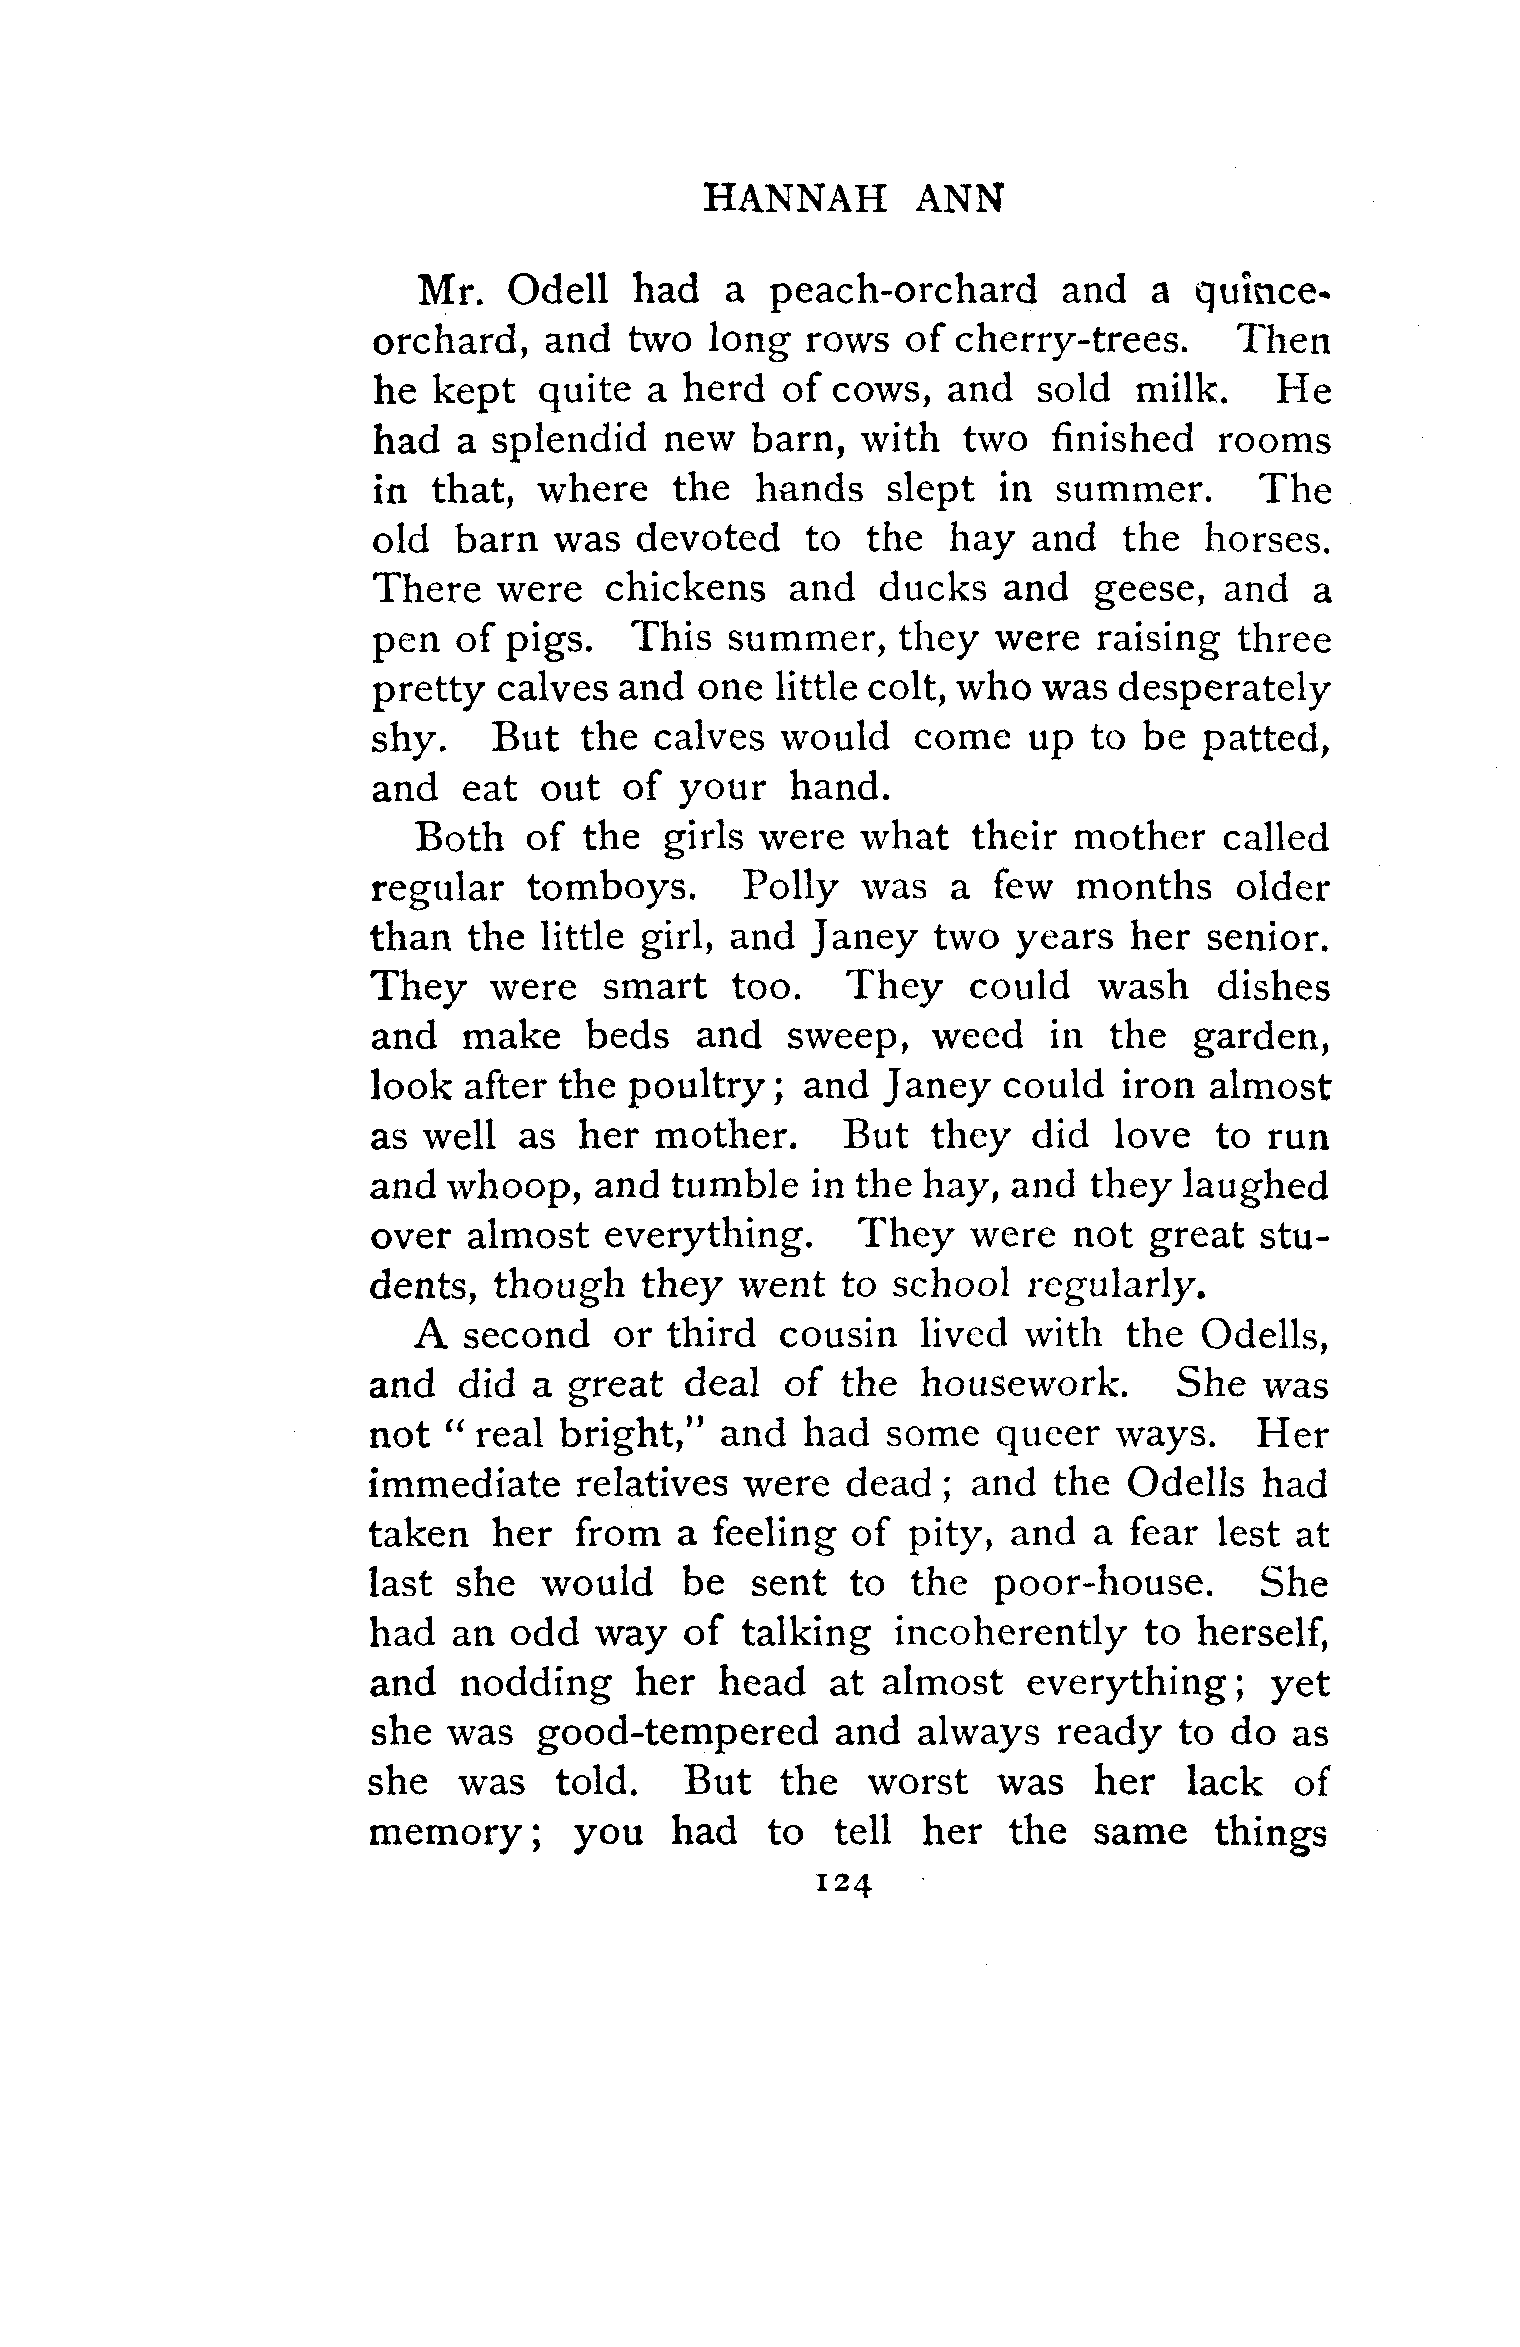 HANNAH ANN
Mr. Odell had a peach-orchard and a quince-
orchard, and two long rows of cherry-trees. Then
he kept quite a herd of cows, and sold milk. He
had a splendid new barn, with two finished rooms
in that, where the hands slept in summer. The
old barn was devoted to the hay and the horses.
There were chickens and ducks and geese, and a
pen of pigs. This summer, they were raising three
pretty calves and one little colt, who was desperately
shy. But the calves would come up to be patted,
and eat out of your hand.
Both of the girls were what their mother called
regular tomboys. Polly was a few months older
than the little girl, and Janey two years her senior.
They were smart too. They could wash dishes
and make beds and sweep, weed in the garden,
look after the poultry; and Janey could iron almost
as well as her mother. But they did love to run
and whoop, and tumble in the hay, and they laughed
over almost everything. They were not great stu-
dents, though they went to school regularly.
A second or third cousin lived with the Odells,
and did a great deal of the housework. She was
not "real bright," and had some queer ways. Her
immediate relatives were dead; and the Odells had
taken her from a feeling of pity, and a fear lest at
last she would be sent to the poor-house. She
had an odd way of talking incoherently to herself,
and nodding her head at almost everything; yet
she was good-tempered and always ready to do as
she was told. But the worst was her lack of
memory; you had to tell her the same things
124